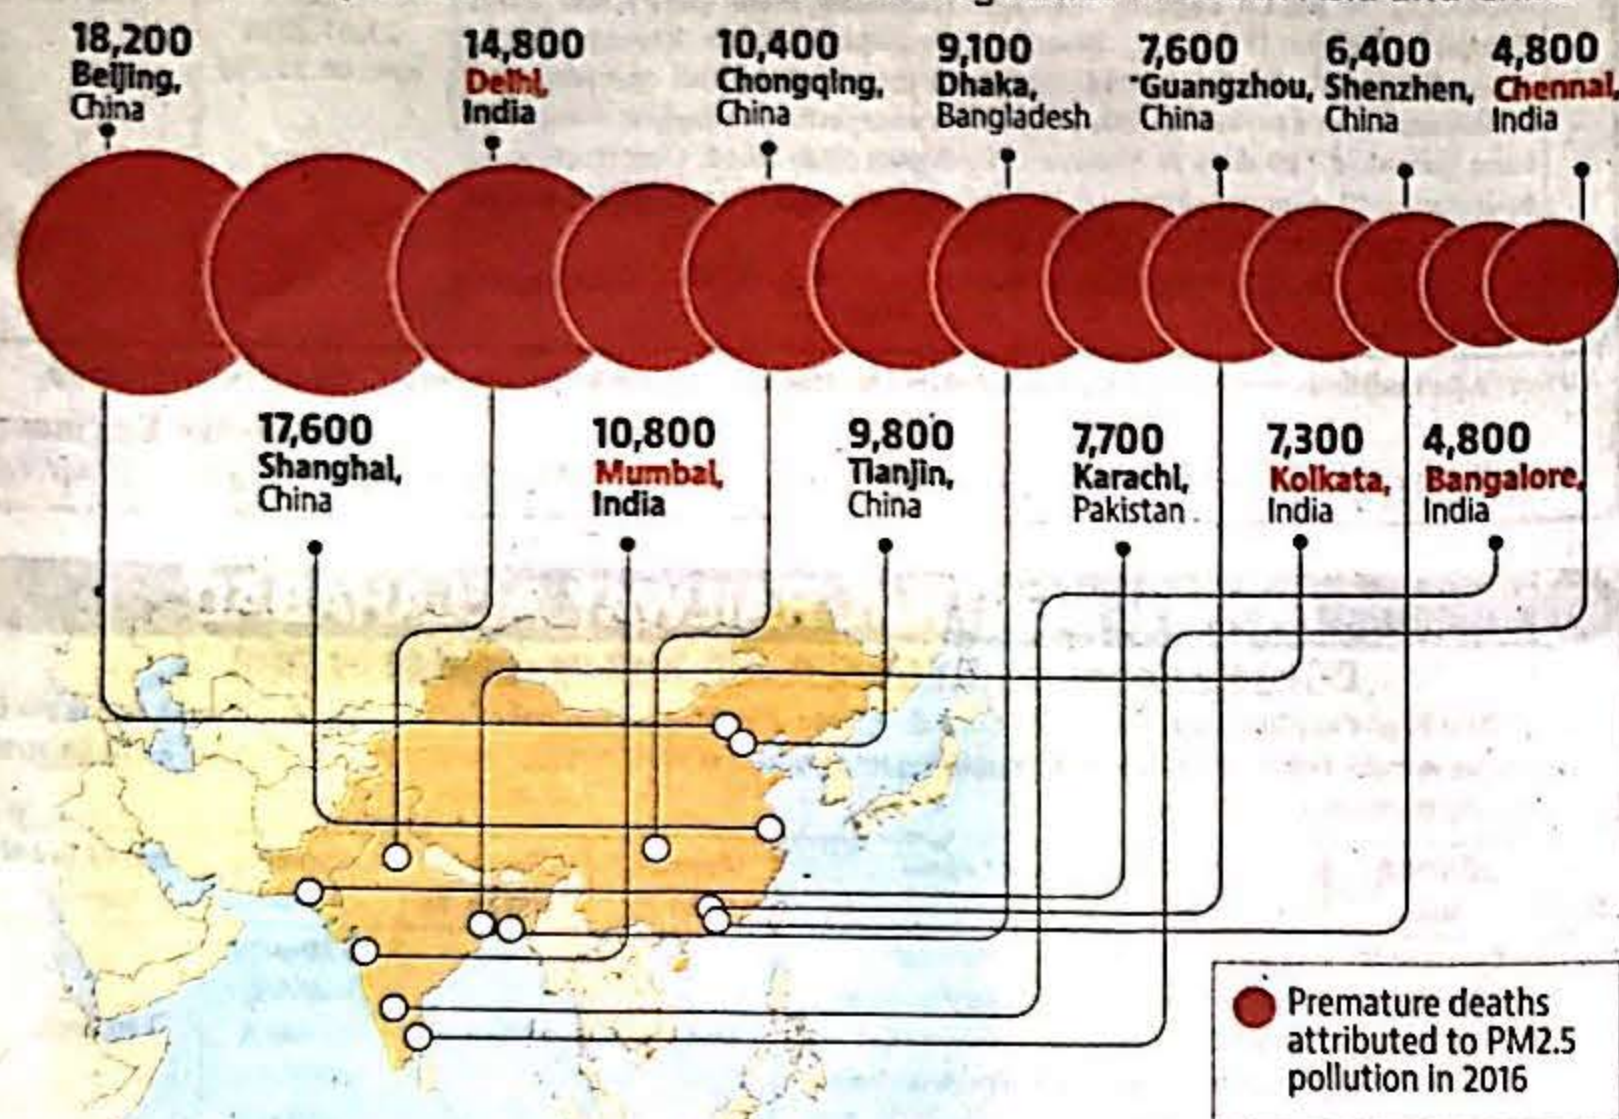 18,200
Beijing,
China
14,800
Delhi,
India
10,400
Chongqing,
China
9,100
Dhaka,
Bangladesh
7,600
Guangzhou,
China
6,400
Shenzhen,
China
4,800
Chennai,
India
17,600
Shanghai,
China
10,800
Mumbai,
India
9,800
Tianjin,
China
7,700
Karachi,
Pakistan
7,300
Kolkata,
India
4,800
Bangalore,
India
Premature deaths
attributed to PM2.5
pollution in 2016